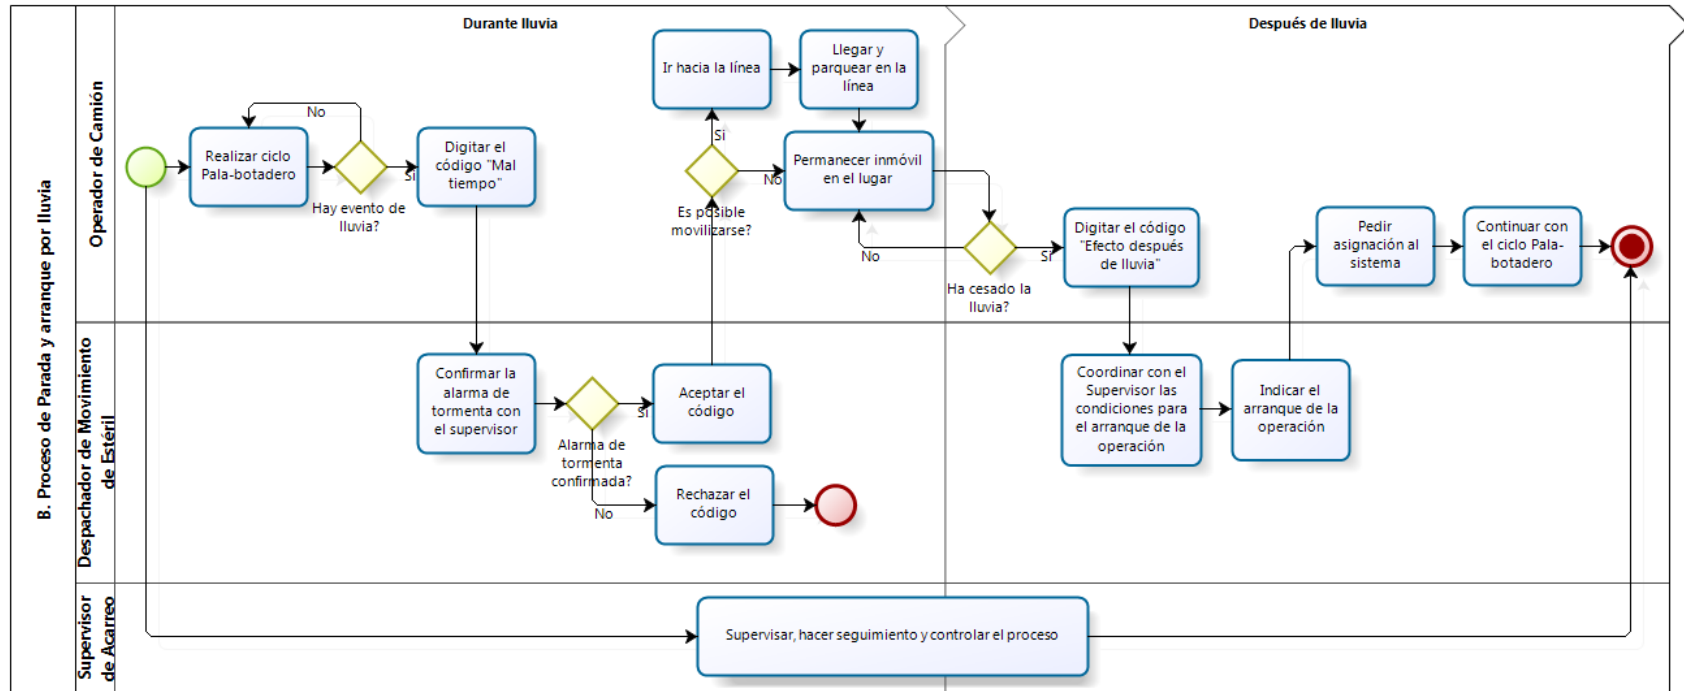 B. Proceso de Parada y arranque por lluvia
Durante lluvia
Después de lluvia
Operador de Camión
Realizar ciclo
Pala-botadero
No
Hay evento de
lluvia?
Si
Digitar el
código "Mal
tiempo"
Ir hacia la línea
Llegar y
parquear en la
línea
Si
Es posible
movilizarse?
No
Permanecer inmóvil
en el lugar
No
Ha cesado la
lluvia?
Si
Digitar el código
"Efecto después
de lluvia"
Pedir
asignación al
sistema
Continuar con
el ciclo Pala-
botadero
Despachador de Movimiento
de Estéril
Confirmar la
alarma de
tormenta con
el supervisor
Alarma de
tormenta
confirmada?
Si
Aceptar el
código
No
Rechazar el
código
Coordinar con el
Supervisor las
condiciones para
el arranque de la
operación
Indicar el
arranque de la
operación
Supervisor
de Acarreo
Supervisar, hacer seguimiento y controlar el proceso